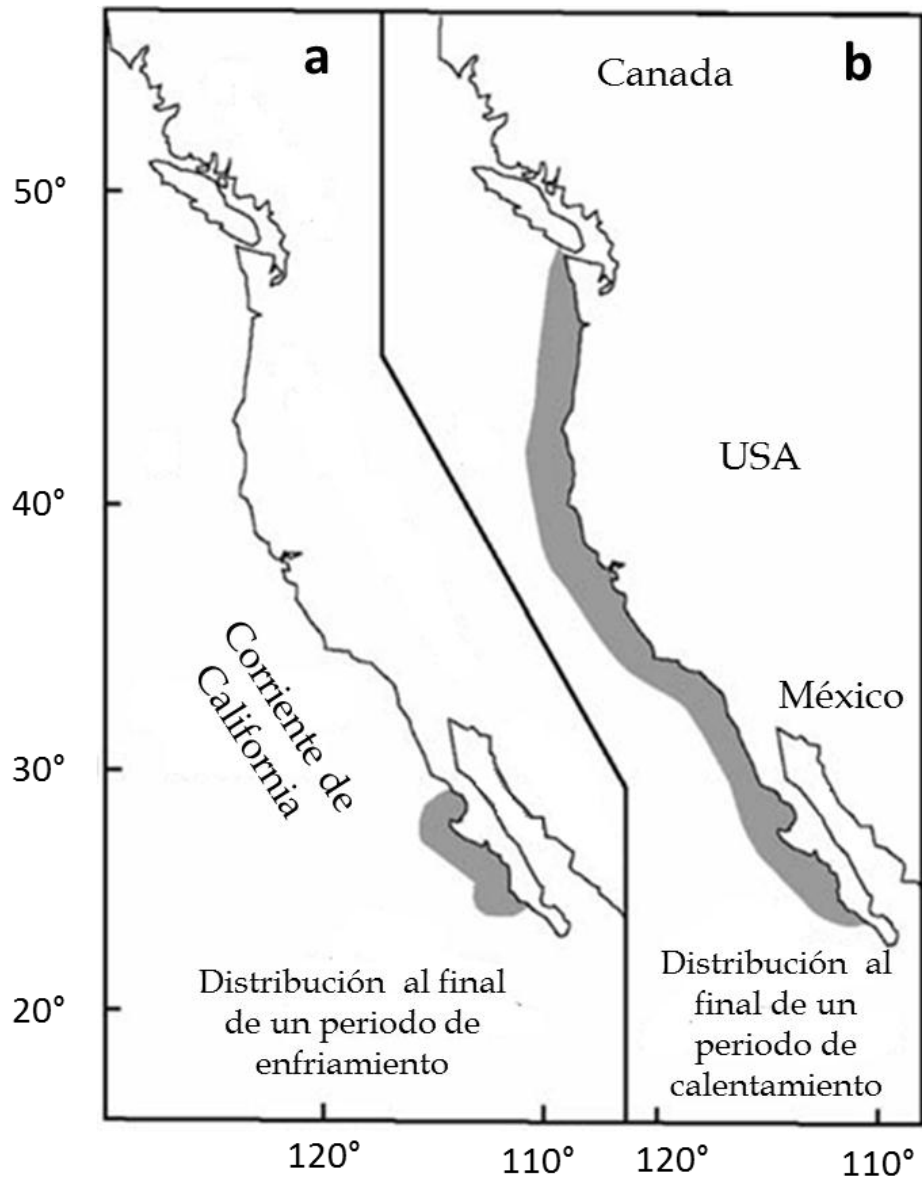 a
b
Canada
50°
USA
40°
Corriente de
California
México
30°
Distribución al final
de un periodo de
enfriamiento
Distribución al
final de un
periodo de
calentamiento
20°
120°
110°
120°
110°